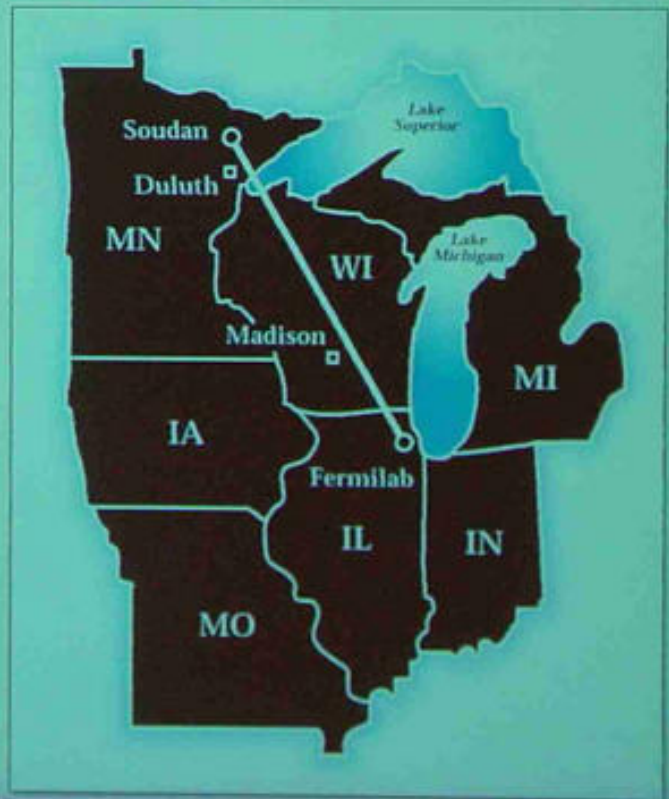 Lake
Superior
Soudan
Duluth
MN
Lake
Michigan
WI
Madison
MI
IA
Fermilab
IL
IN
MO